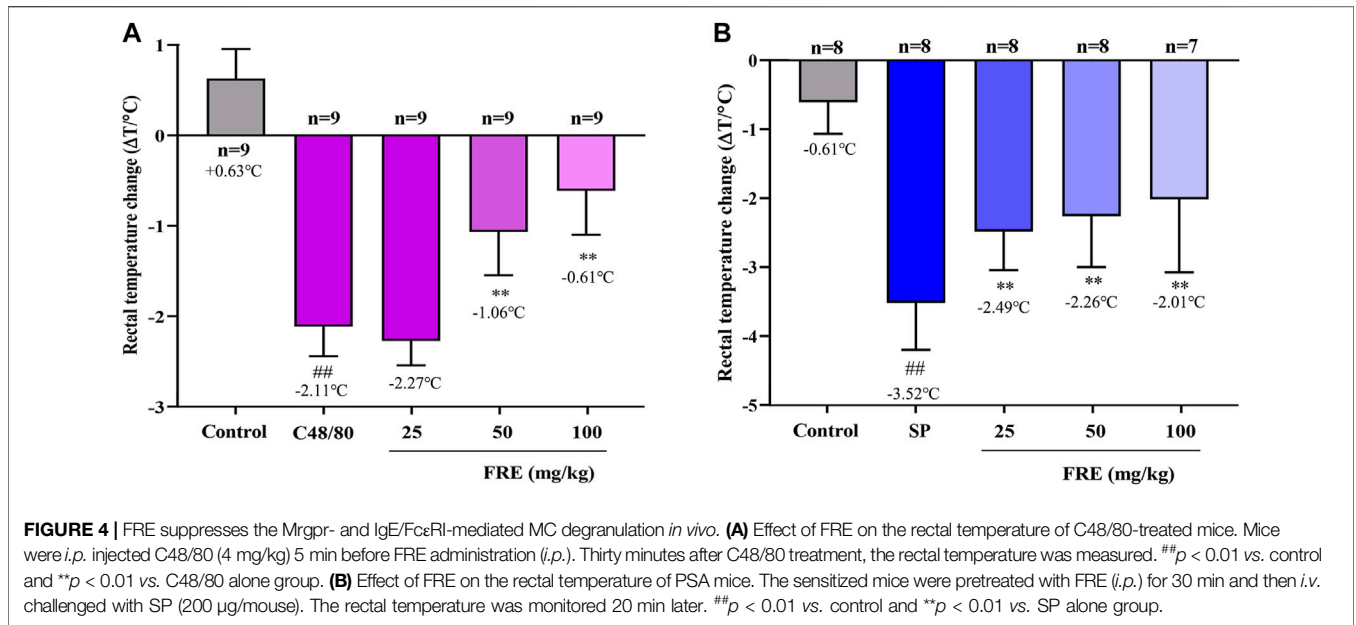 A
1
0
-1
-2
-3
Rectal temperature change (ΔT/°C)
n=9
+0.63°C
n=9
##
-2.11°C
n=9
-2.27°C
n=9
**
-1.06°C
n=9
**
-0.61°C
Control C48/80 25 50 100
FRE (mg/kg)
B
0
-1
-2
-3
-4
-5
Rectal temperature change (ΔT/°C)
n=8 n=8 n=8 n=8 n=7
-0.61°C
##
-3.52°C
**
-2.49°C
**
-2.26°C
**
-2.01°C
Control SP 25 50 100
FRE (mg/kg)
FIGURE 4 | FRE suppresses the Mrgpr- and IgE/FcεRI-mediated MC degranulation in vivo. (A) Effect of FRE on the rectal temperature of C48/80-treated mice. Mice
were i.p. injected C48/80 (4 mg/kg) 5 min before FRE administration (i.p.). Thirty minutes after C48/80 treatment, the rectal temperature was measured. ##p < 0.01 vs. control
and **p < 0.01 vs. C48/80 alone group. (B) Effect of FRE on the rectal temperature of PSA mice. The sensitized mice were pretreated with FRE (i.p.) for 30 min and then i.v.
challenged with SP (200 μg/mouse). The rectal temperature was monitored 20 min later. ##p < 0.01 vs. control and **p < 0.01 vs. SP alone group.